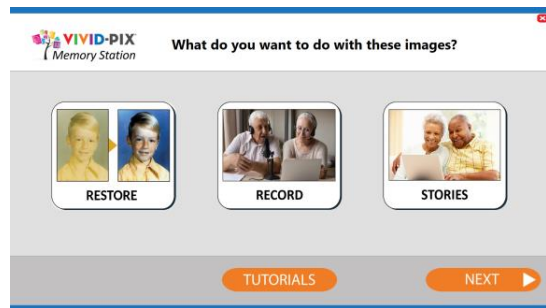 VIVID-PIX
Memory Station
What do you want to do with these images?
RESTORE
RECORD
STORIES
TUTORIALS
NEXT